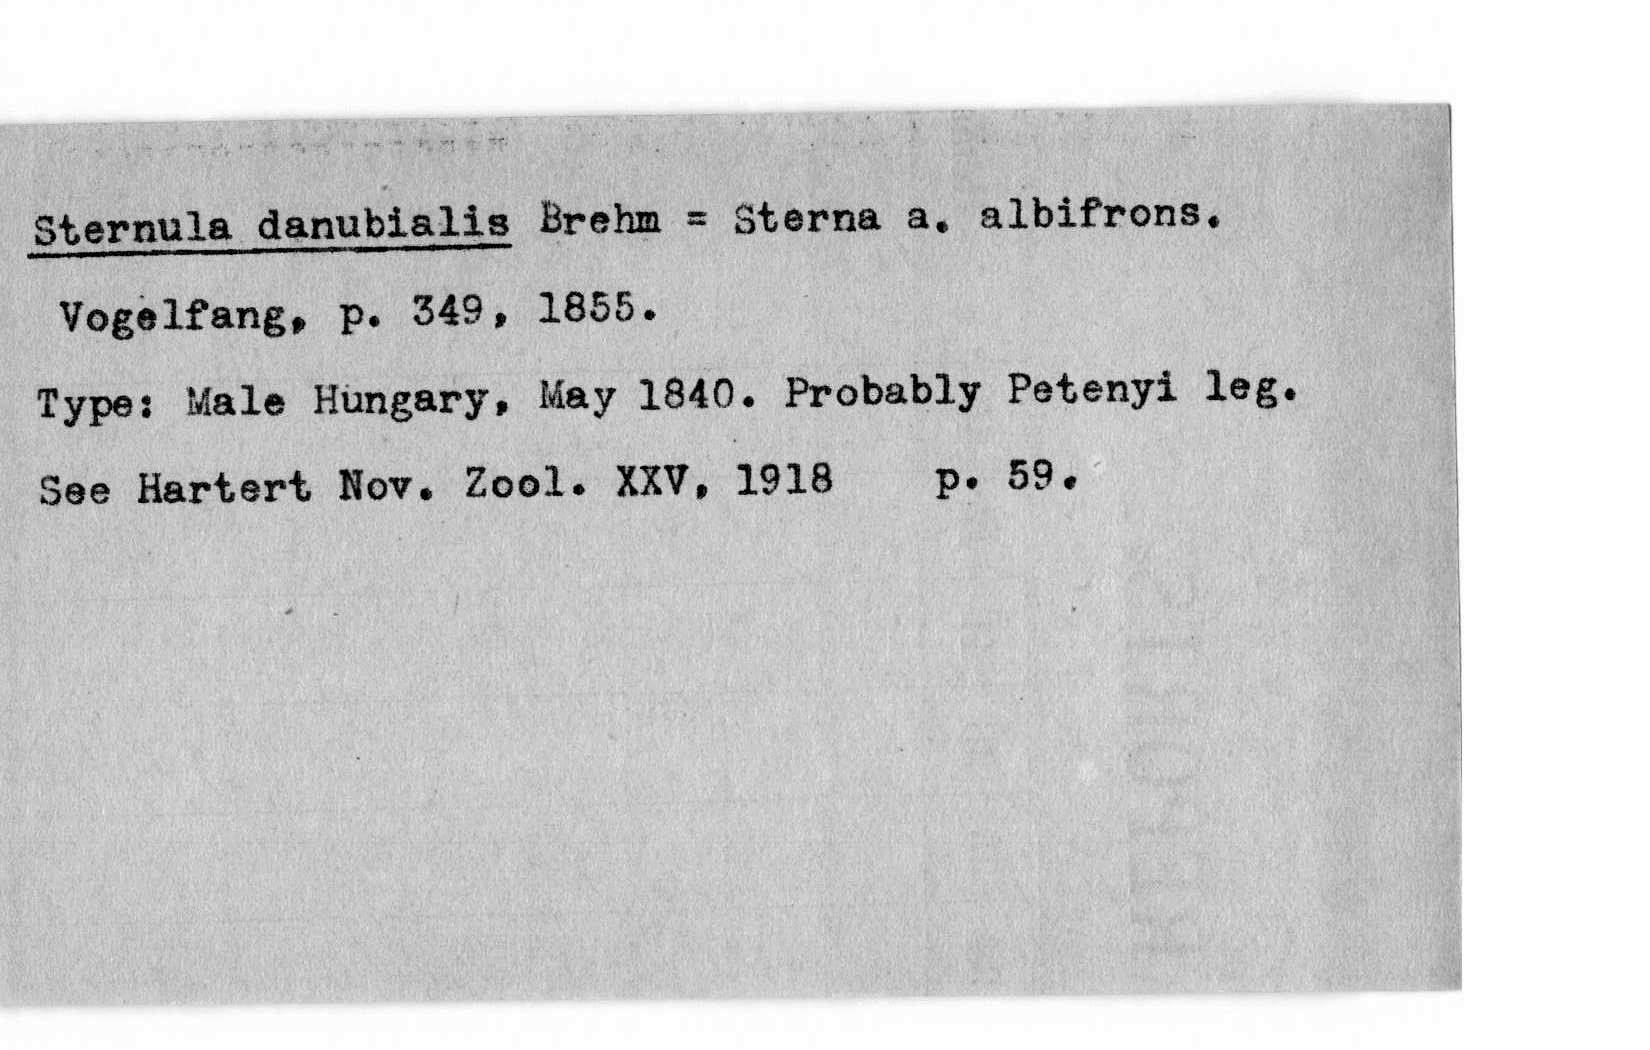 Sternula danubialis Brehm = Sterna a. albifrons.
Vogelfang, p. 349, 1855.
Type: Male Hungary, May 1840. Probably Petenyi leg.
See Hartert Nov. Zool. XXV, 1918 p. 59.